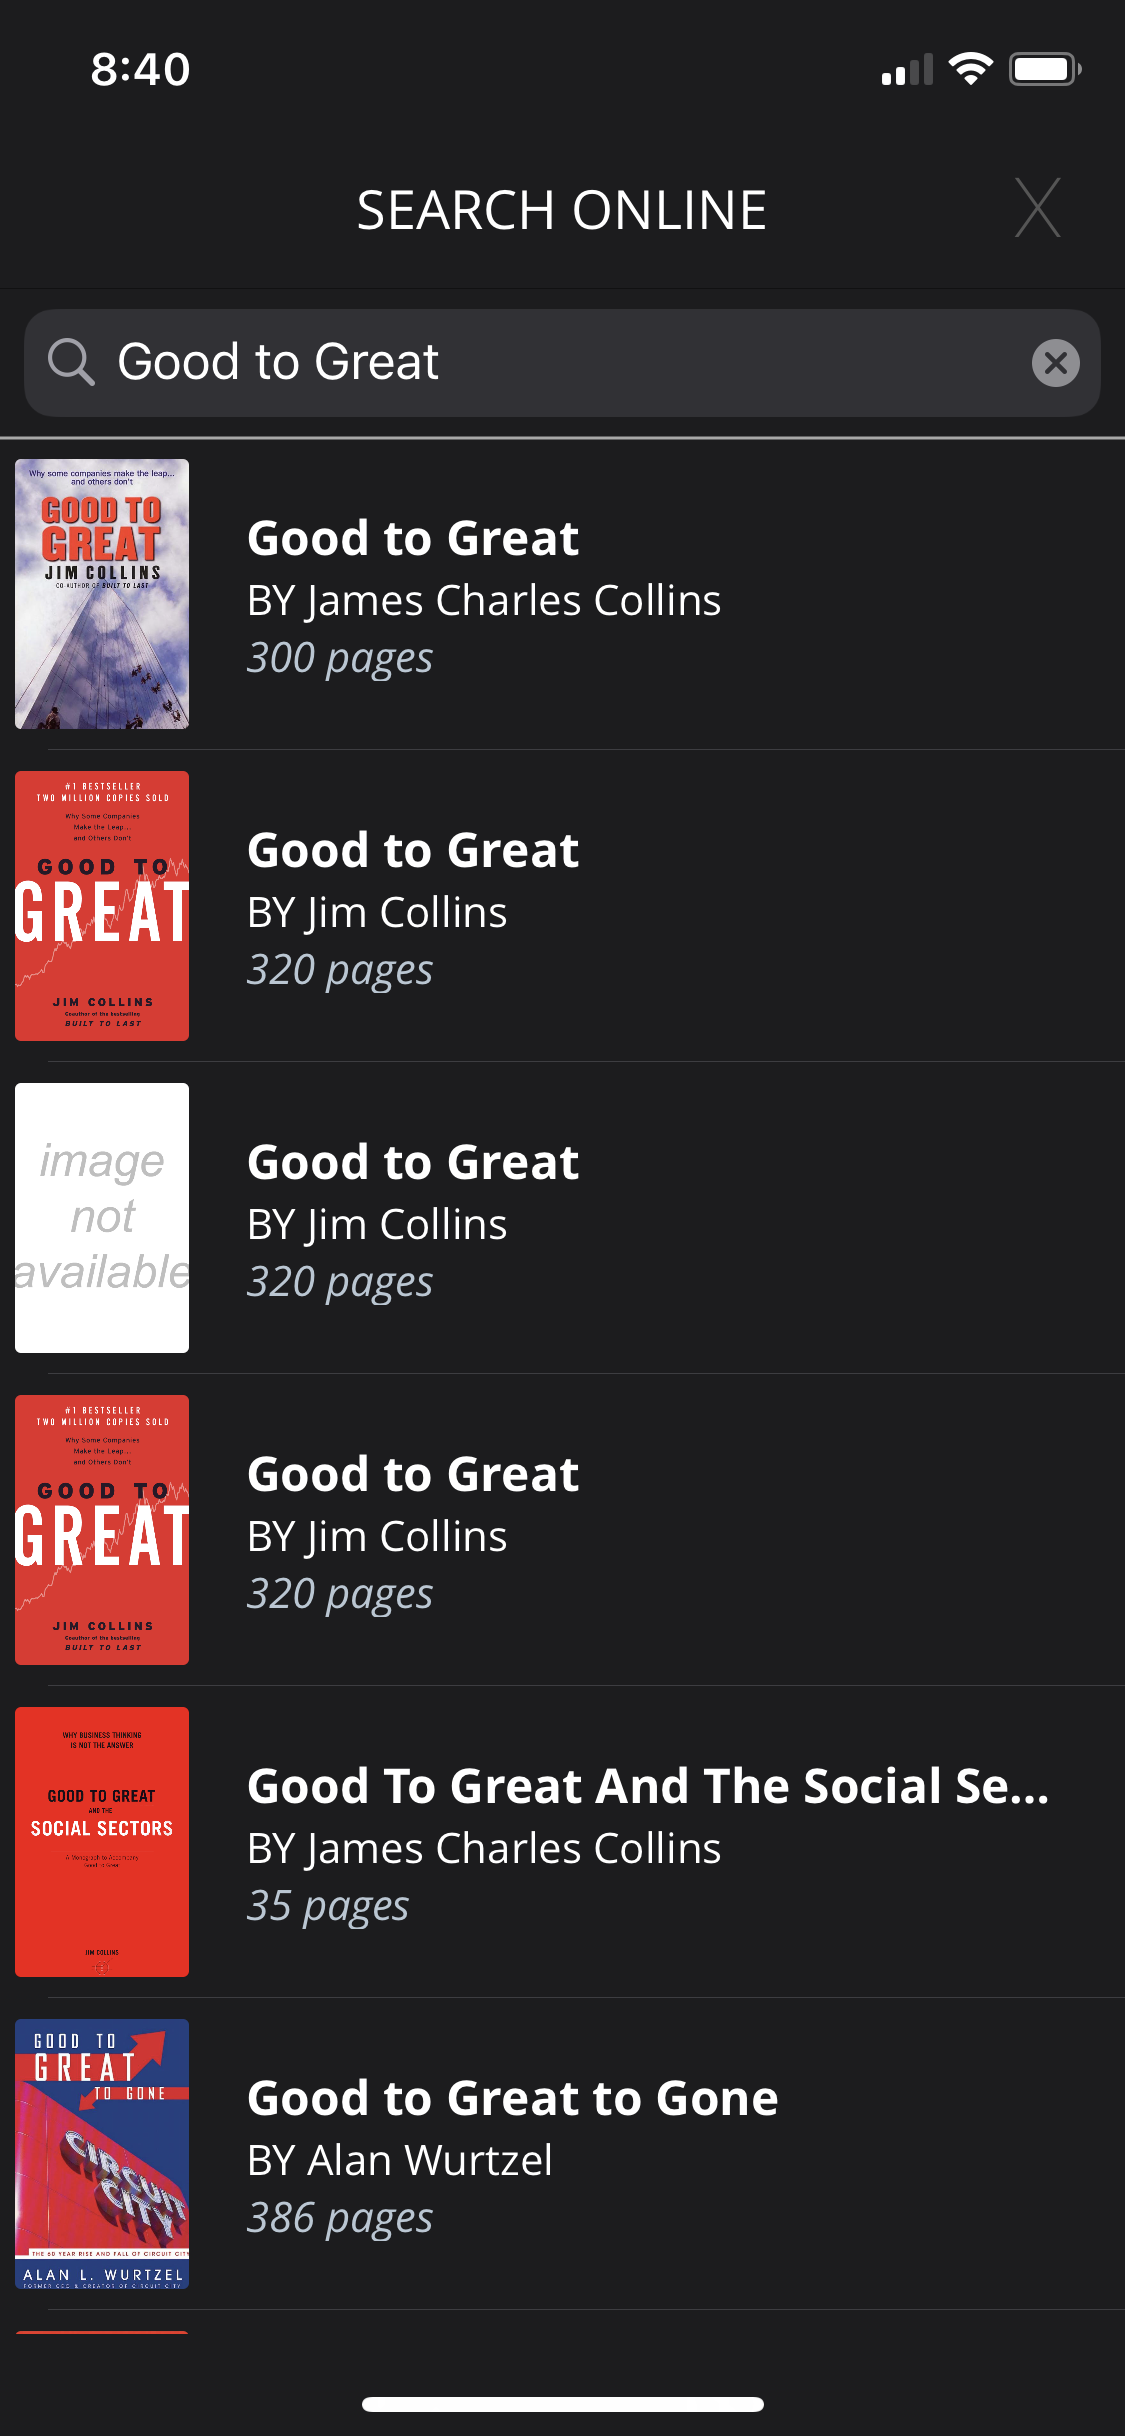 8:40
SEARCH ONLINE
X
Good to Great
Why some companies make the leap...
and others don't
GOOD TO
GREAT
JIM COLLINS
CO-AUTHOR OF BUILT TO LAST
Good to Great
BY James Charles Collins
300 pages
#1 BESTSELLER
TWO MILLION COPIES SOLD
Why Some Companies
Make the Leap...
and Others Don't
GOOD TO
GREAT
JIM COLLINS
Coauthor of the bestselling
BUILT TO LAST
Good to Great
BY Jim Collins
320 pages
image
not
available
Good to Great
BY Jim Collins
320 pages
#1 BESTSELLER
TWO MILLION COPIES SOLD
Why Some Companies
Make the Leap...
and Others Don't
GOOD TO
GREAT
JIM COLLINS
Coauthor of the bestselling
BUILT TO LAST
Good to Great
BY Jim Collins
320 pages
WHY BUSINESS THINKING
IS NOT THE ANSWER
GOOD TO GREAT
AND THE
SOCIAL SECTORS
A Monograph to Accompany
Good to Great
JIM COLLINS
Good To Great And The Social Se...
BY James Charles Collins
35 pages
GOOD TO
GREAT
TO GONE
CIRCUIT
CITY
THE 60 YEAR RISE AND FALL OF CIRCUIT CITY
ALAN L. WURTZEL
FORMER CEO & CREATOR OF CIRCUIT CITY
Good to Great to Gone
BY Alan Wurtzel
386 pages